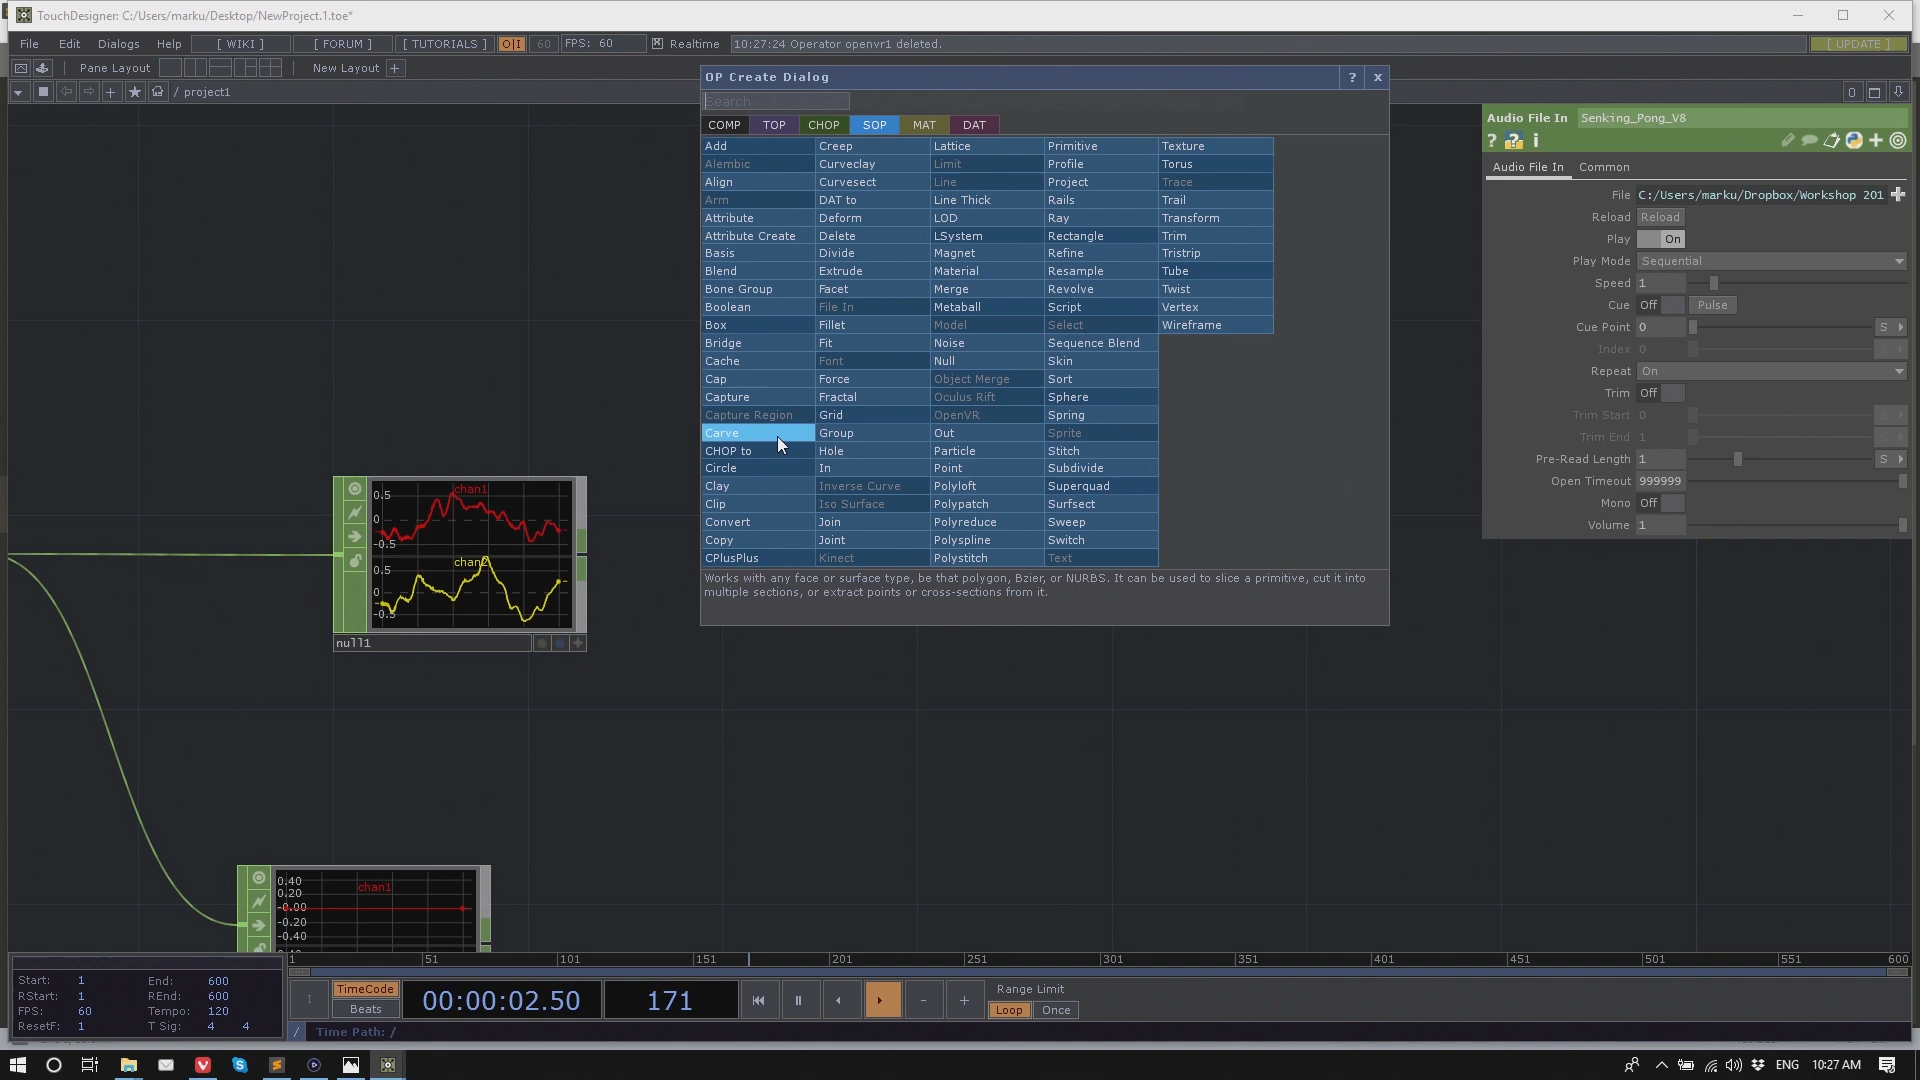 TouchDesigner: C:/Users/marku/Desktop/NewProject.1.toe*
File Edit Dialogs Help [ WIKI ] [ FORUM ] [ TUTORIALS ] O|I 60 FPS: 60 Realtime 10:27:24 Operator openvr1 deleted. [ UPDATE ]
Pane Layout New Layout +
/ project1
OP Create Dialog ? x
Search
COMP TOP CHOP SOP MAT DAT
Add Creep Lattice Primitive Texture
Alembic Curveclay Limit Profile Torus
Align Curvesect Line Project Trace
Arm DAT to Line Thick Rails Trail
Attribute Deform LOD Ray Transform
Attribute Create Delete LSystem Rectangle Trim
Basis Divide Magnet Refine Tristrip
Blend Extrude Material Resample Tube
Bone Group Facet Merge Revolve Twist
Boolean File In Metaball Script Vertex
Box Fillet Model Select Wireframe
Bridge Fit Noise Sequence Blend
Cache Font Null Skin
Cap Force Object Merge Sort
Capture Fractal Oculus Rift Sphere
Capture Region Grid OpenVR Spring
Carve Group Out Sprite
CHOP to Hole Particle Stitch
Circle In Point Subdivide
Clay Inverse Curve Polyloft Superquad
Clip Iso Surface Polypatch Surfsect
Convert Join Polyreduce Sweep
Copy Joint Polyspline Switch
CPlusPlus Kinect Polystitch Text
Works with any face or surface type, be that polygon, Bzier, or NURBS. It can be used to slice a primitive, cut it into
multiple sections, or extract points or cross-sections from it.
Audio File In Senking_Pong_V8
Audio File In Common
File C:/Users/marku/Dropbox/Workshop 201
Reload Reload
Play On
Play Mode Sequential
Speed 1
Cue Off Pulse
Cue Point 0 S
Index 0 S
Repeat On
Trim Off
Trim Start 0 S
Trim End 1 S
Pre-Read Length 1 S
Open Timeout 999999
Mono Off
Volume 1
chan1
0.5
0
-0.5
chan2
0.5
0
-0.5
null1
0.40
0.20
-0.00
-0.20
-0.40
chan1
1 51 101 151 201 251 301 351 401 451 501 551 600
Start: 1 End: 600
RStart: 1 REnd: 600
FPS: 60 Tempo: 120
ResetF: 1 T Sig: 4 4
TimeCode
Beats
00:00:02.50 171
Range Limit
Loop Once
/ Time Path: /
ENG 10:27 AM